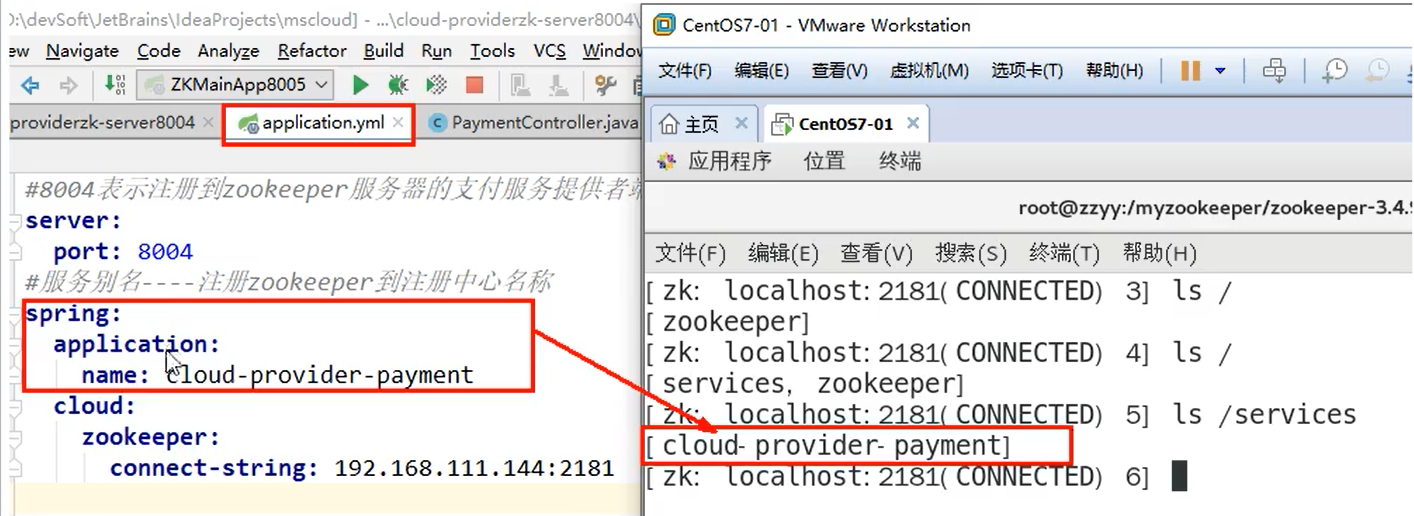 D:\devSoft\JetBrains\IdeaProjects\mscloud] - ...\cloud-providerzk-server8004\
ew Navigate Code Analyze Refactor Build Run Tools VCS Window
ZKMainApp8005
providerzk-server8004 application.yml PaymentController.java
#8004表示注册到zookeeper服务器的支付服务提供者端
server:
port: 8004
#服务别名----注册zookeeper到注册中心名称
spring:
application:
name: cloud-provider-payment
cloud:
zookeeper:
connect-string: 192.168.111.144:2181
CentOS7-01 - VMware Workstation
文件(F) 编辑(E) 查看(V) 虚拟机(M) 选项卡(T) 帮助(H)
主页 CentOS7-01
应用程序 位置 终端
root@zzyy:/myzookeeper/zookeeper-3.4.9
文件(F) 编辑(E) 查看(V) 搜索(S) 终端(T) 帮助(H)
[zk: localhost:2181(CONNECTED) 3] ls /
[zookeeper]
[zk: localhost:2181(CONNECTED) 4] ls /
[services, zookeeper]
[zk: localhost:2181(CONNECTED) 5] ls /services
[cloud-provider-payment]
[zk: localhost:2181(CONNECTED) 6]